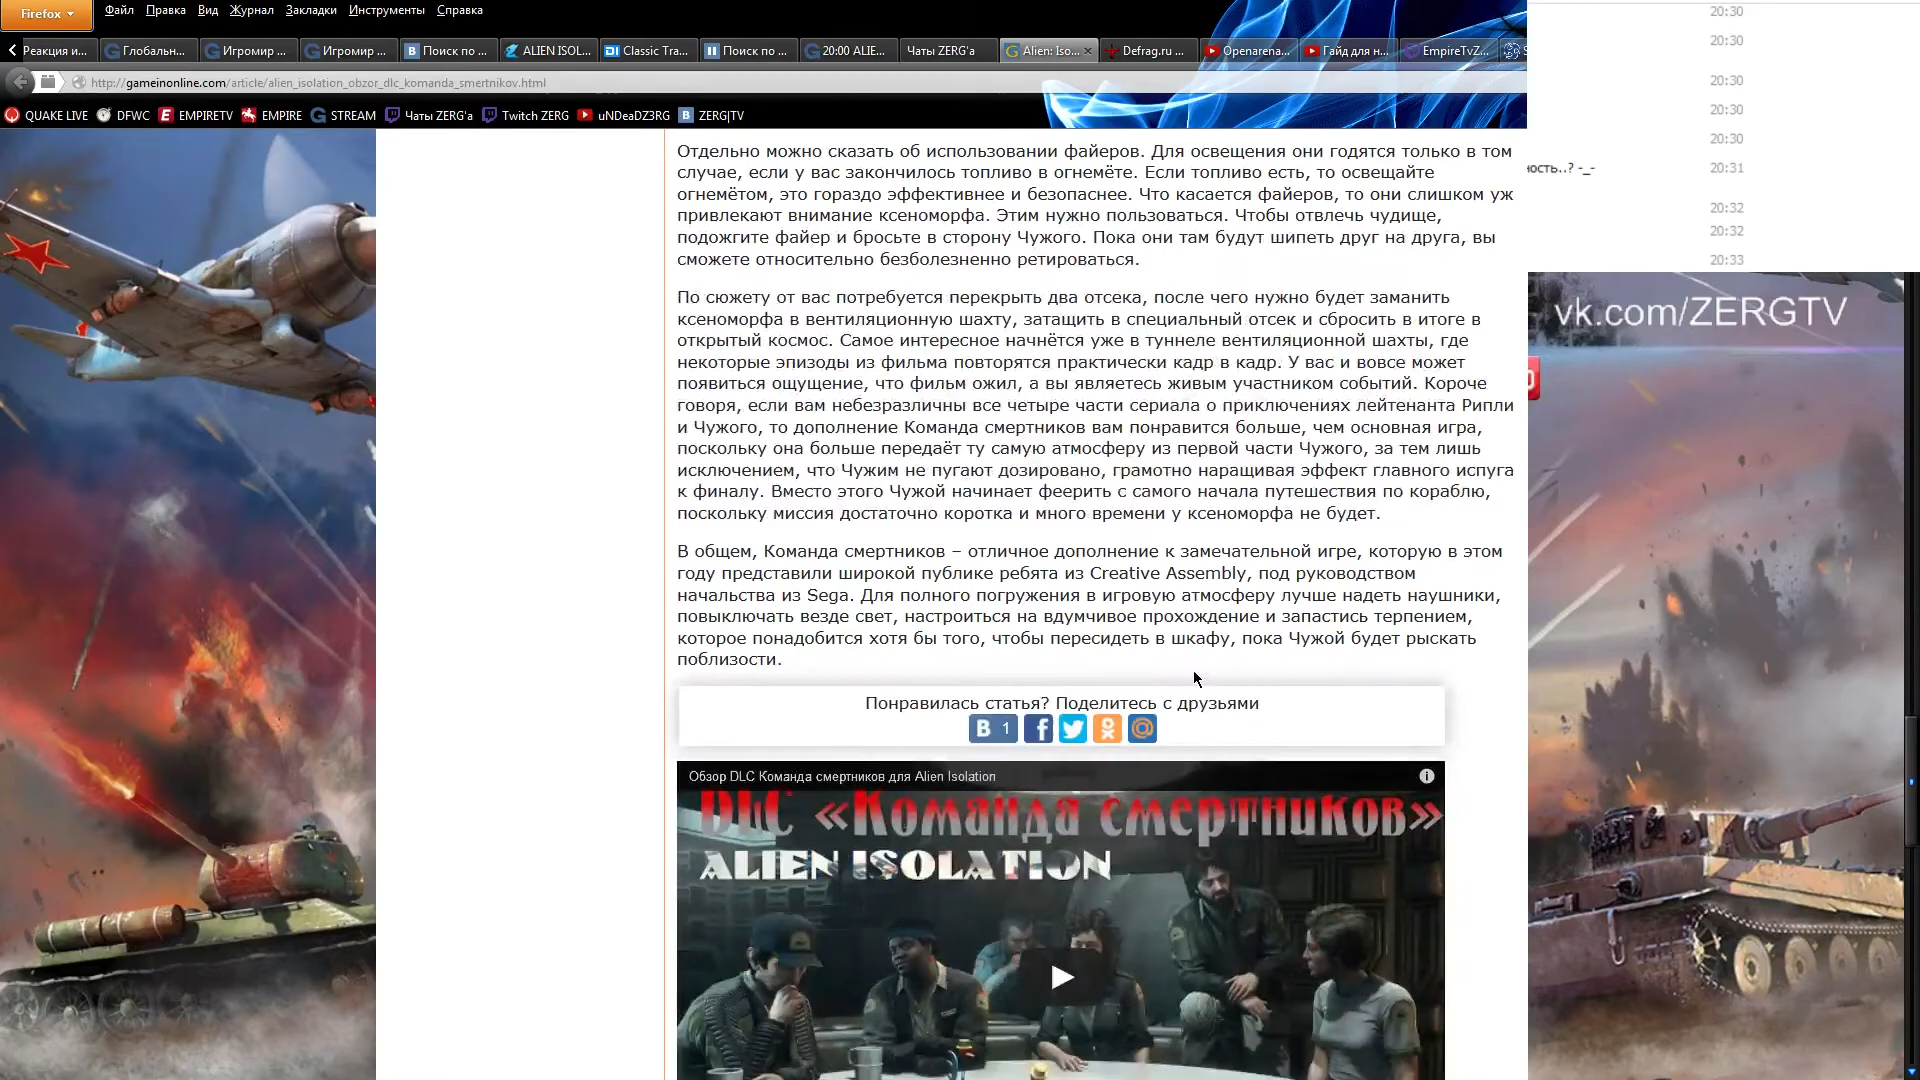 Firefox
Файл Правка Вид Журнал Закладки Инструменты Справка
Реакция и... Глобальн... Игромир ... Игромир ... Поиск по ... ALIEN ISOL... Classic Tra... Поиск по ... 20:00 ALIE... Чаты ZERG'a Alien: Iso... Defrag.ru ... Openarena... Гайд для н... EmpireTvZ...
http://gameinonline.com/article/alien_isolation_obzor_dlc_komanda_smertnikov.html
QUAKE LIVE DFWC EMPIRETV EMPIRE STREAM Чаты ZERG'a Twitch ZERG uNDeaDZ3RG ZERG|TV
20:30
20:30
20:30
20:30
20:30
ность..? -_- 20:31
20:32
20:32
20:33
vk.com/ZERGTV
Отдельно можно сказать об использовании файеров. Для освещения они годятся только в том
случае, если у вас закончилось топливо в огнемёте. Если топливо есть, то освещайте
огнемётом, это гораздо эффективнее и безопаснее. Что касается файеров, то они слишком уж
привлекают внимание ксеноморфа. Этим нужно пользоваться. Чтобы отвлечь чудище,
подожгите файер и бросьте в сторону Чужого. Пока они там будут шипеть друг на друга, вы
сможете относительно безболезненно ретироваться.
По сюжету от вас потребуется перекрыть два отсека, после чего нужно будет заманить
ксеноморфа в вентиляционную шахту, затащить в специальный отсек и сбросить в итоге в
открытый космос. Самое интересное начнётся уже в туннеле вентиляционной шахты, где
некоторые эпизоды из фильма повторятся практически кадр в кадр. У вас и вовсе может
появиться ощущение, что фильм ожил, а вы являетесь живым участником событий. Короче
говоря, если вам небезразличны все четыре части сериала о приключениях лейтенанта Рипли
и Чужого, то дополнение Команда смертников вам понравится больше, чем основная игра,
поскольку она больше передаёт ту самую атмосферу из первой части Чужого, за тем лишь
исключением, что Чужим не пугают дозировано, грамотно наращивая эффект главного испуга
к финалу. Вместо этого Чужой начинает феерить с самого начала путешествия по кораблю,
поскольку миссия достаточно коротка и много времени у ксеноморфа не будет.
В общем, Команда смертников – отличное дополнение к замечательной игре, которую в этом
году представили широкой публике ребята из Creative Assembly, под руководством
начальства из Sega. Для полного погружения в игровую атмосферу лучше надеть наушники,
повыключать везде свет, настроиться на вдумчивое прохождение и запастись терпением,
которое понадобится хотя бы того, чтобы пересидеть в шкафу, пока Чужой будет рыскать
поблизости.
Понравилась статья? Поделитесь с друзьями
В 1
Обзор DLC Команда смертников для Alien Isolation
DLC «Команда смертников»
ALIEN ISOLATION